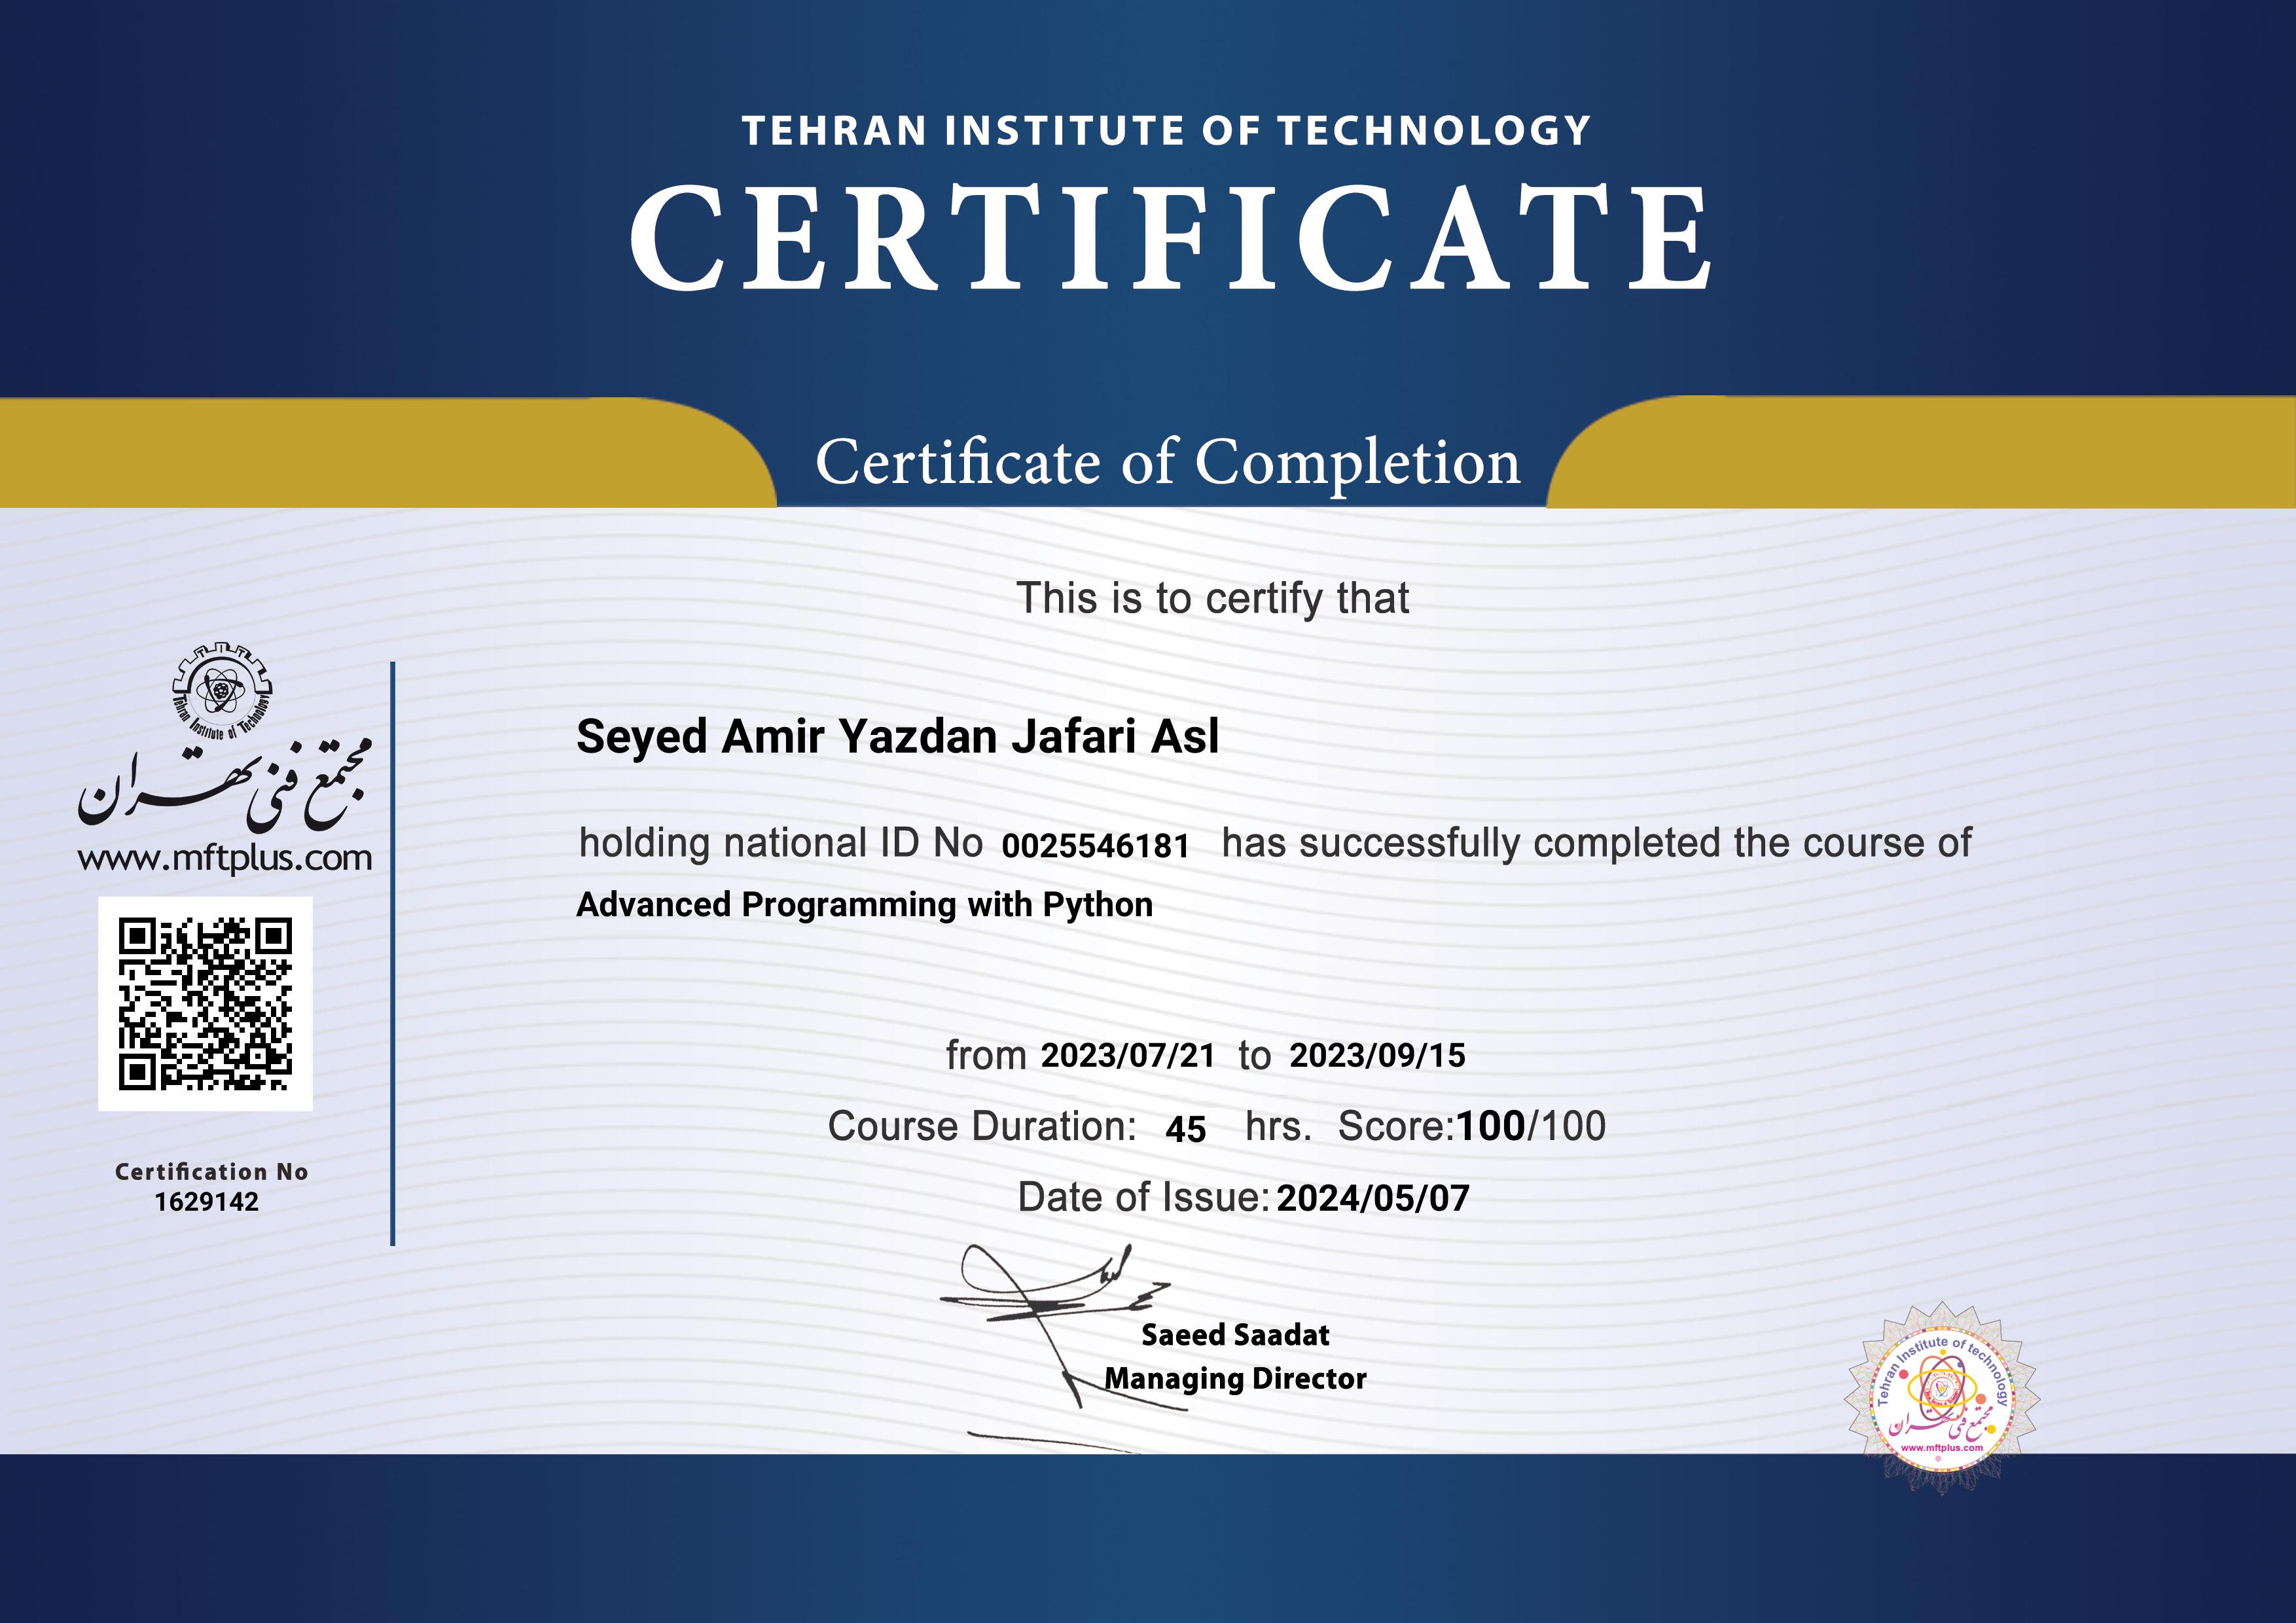 TEHRAN INSTITUTE OF TECHNOLOGY
CERTIFICATE
Certificate of Completion
This is to certify that
Seyed Amir Yazdan Jafari Asl
holding national ID No 0025546181 has successfully completed the course of
Advanced Programming with Python
from 2023/07/21 to 2023/09/15
Course Duration: 45 hrs. Score:100/100
Date of Issue: 2024/05/07
Saeed Saadat
Managing Director
Tehran Institute of Technology
مجتمع فنی تهران
www.mftplus.com
Certification No
1629142
Tehran Institute of technology
مجتمع فنی تهران
www.mftplus.com